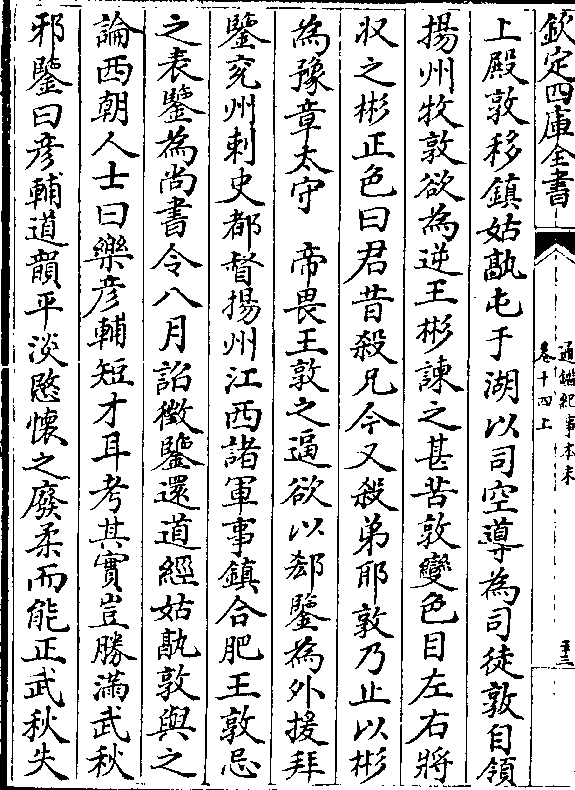 欽定四庫全書
通鑑紀事本末
卷十四上
上殿敦移鎮姑孰屯于湖以司空導為司徒敦自領
揚州牧敦欲為逆王彬諫之甚苦敦變色目左右將
收之彬正色曰君昔殺兄今又殺弟耶敦乃止以彬
為豫章太守　帝畏王敦之逼欲以郗鑒為外援拜
鑒兖州刺史都督揚州江西諸軍事鎮合肥王敦忌
之表鑒為尚書令八月詔徵鑒還道經姑孰敦與之
論西朝人士曰樂彦輔短才耳考其實豈勝滿武秋
邪鑒曰彦輔道韻平淡愍懷之廢柔而能正武秋失